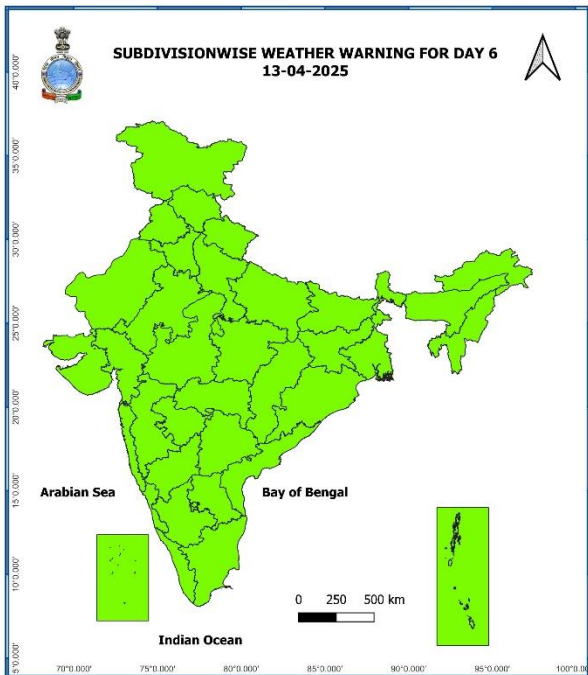 SUBDIVISIONWISE WEATHER WARNING FOR DAY 6
13-04-2025
40°0.000'
35°0.000'
30°0.000'
25°0.000'
20°0.000'
15°0.000'
10°0.000'
5°0.000'
Arabian Sea
Bay of Bengal
0 250 500 km
Indian Ocean
70°0.000' 75°0.000' 80°0.000' 85°0.000' 90°0.000' 95°0.000' 100°0.0